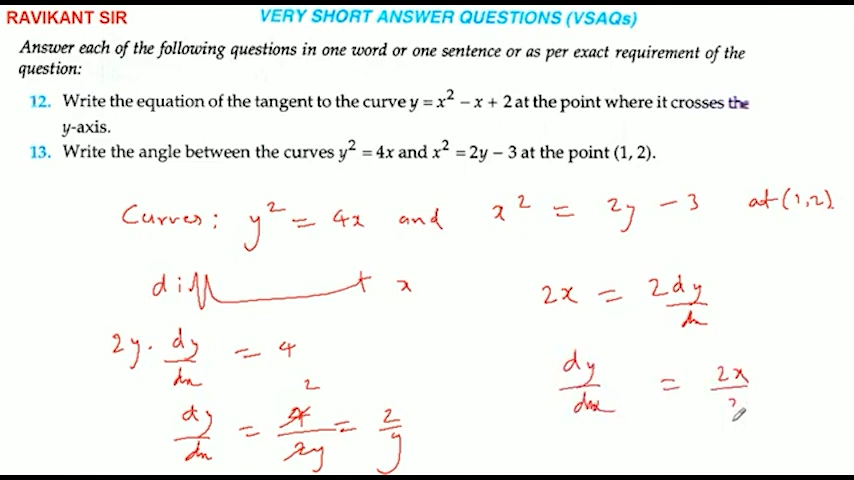 RAVIKANT SIR
VERY SHORT ANSWER QUESTIONS (VSAQs)
Answer each of the following questions in one word or one sentence or as per exact requirement of the
question:
12. Write the equation of the tangent to the curve y = x² − x + 2 at the point where it crosses the
y-axis.
13. Write the angle between the curves y² = 4x and x² = 2y − 3 at the point (1, 2).
Curves: y² = 4x and x² = 2y − 3 at (1,2)
diff x
2x = 2dy/dx
2y · dy/dx = 4
dy/dx = 2x/2
dy/dx = 4/2y = 2/y
2